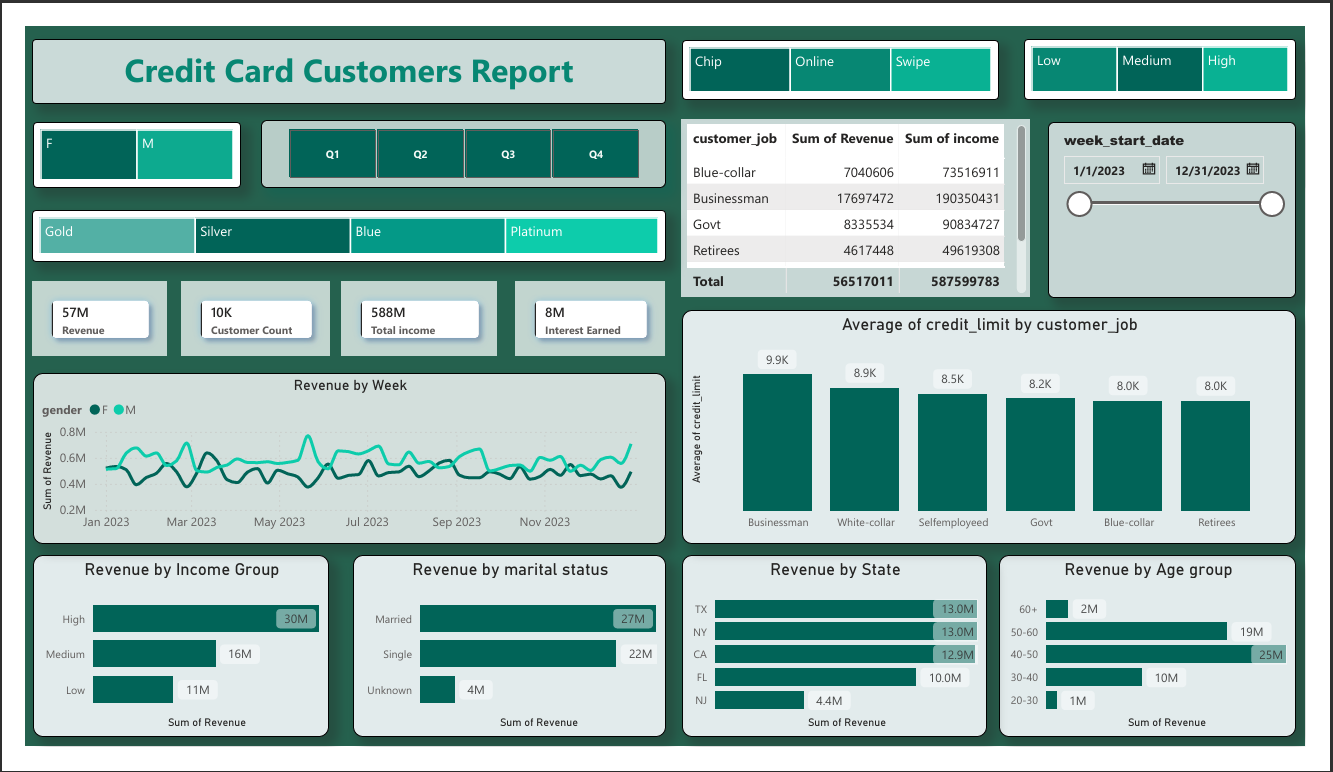 Credit Card Customers Report
Chip Online Swipe
Low Medium High
F M
Q1 Q2 Q3 Q4
Gold Silver Blue Platinum
customer_job Sum of Revenue Sum of income
Blue-collar 7040606 73516911
Businessman 17697472 190350431
Govt 8335534 90834727
Retirees 4617448 49619308
Total 56517011 587599783
week_start_date
1/1/2023 12/31/2023
57M
Revenue
10K
Customer Count
588M
Total income
8M
Interest Earned
Revenue by Week
gender F M
Sum of Revenue
0.8M
0.6M
0.4M
0.2M
Jan 2023 Mar 2023 May 2023 Jul 2023 Sep 2023 Nov 2023
Average of credit_limit by customer_job
Average of credit_limit
9.9K 8.9K 8.5K 8.2K 8.0K 8.0K
Businessman White-collar Selfemployeed Govt Blue-collar Retirees
Revenue by Income Group
High 30M
Medium 16M
Low 11M
Sum of Revenue
Revenue by marital status
Married 27M
Single 22M
Unknown 4M
Sum of Revenue
Revenue by State
TX 13.0M
NY 13.0M
CA 12.9M
FL 10.0M
NJ 4.4M
Sum of Revenue
Revenue by Age group
60+ 2M
50-60 19M
40-50 25M
30-40 10M
20-30 1M
Sum of Revenue